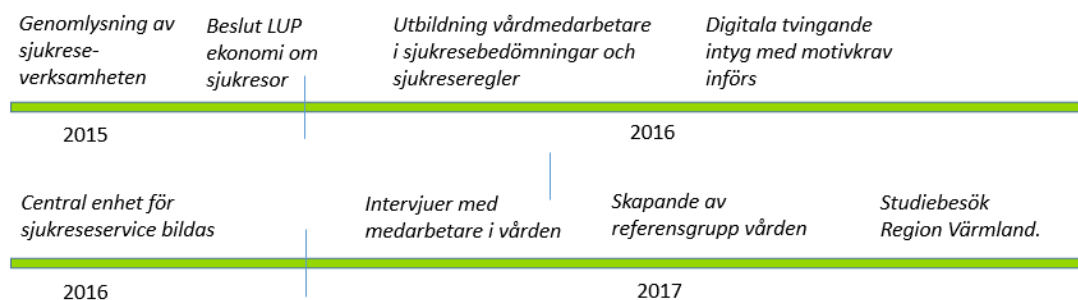 Genomlysning av
sjukrese-
verksamheten
Beslut LUP
ekonomi om
sjukresor
Utbildning vårdmedarbetare
i sjukresebedömningar och
sjukreseregler
Digitala tvingande
intyg med motivkrav
införs
2015
2016
Central enhet för
sjukreseservice bildas
Intervjuer med
medarbetare i vården
Skapande av
referensgrupp vården
Studiebesök
Region Värmland.
2016
2017